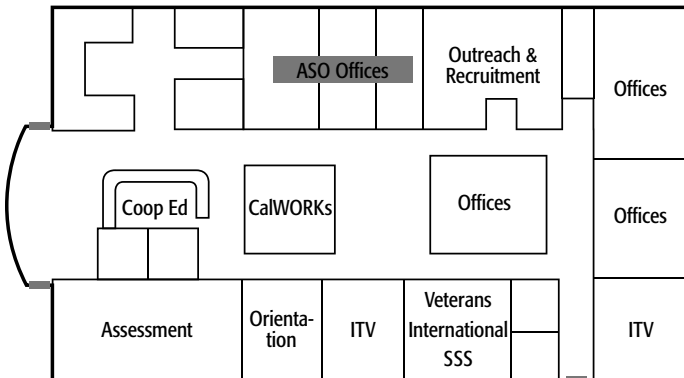 ASO Offices
Outreach &
Recruitment
Offices
Coop Ed
CalWORKs
Offices
Offices
Assessment
Orienta-
tion
ITV
Veterans
International
SSS
ITV